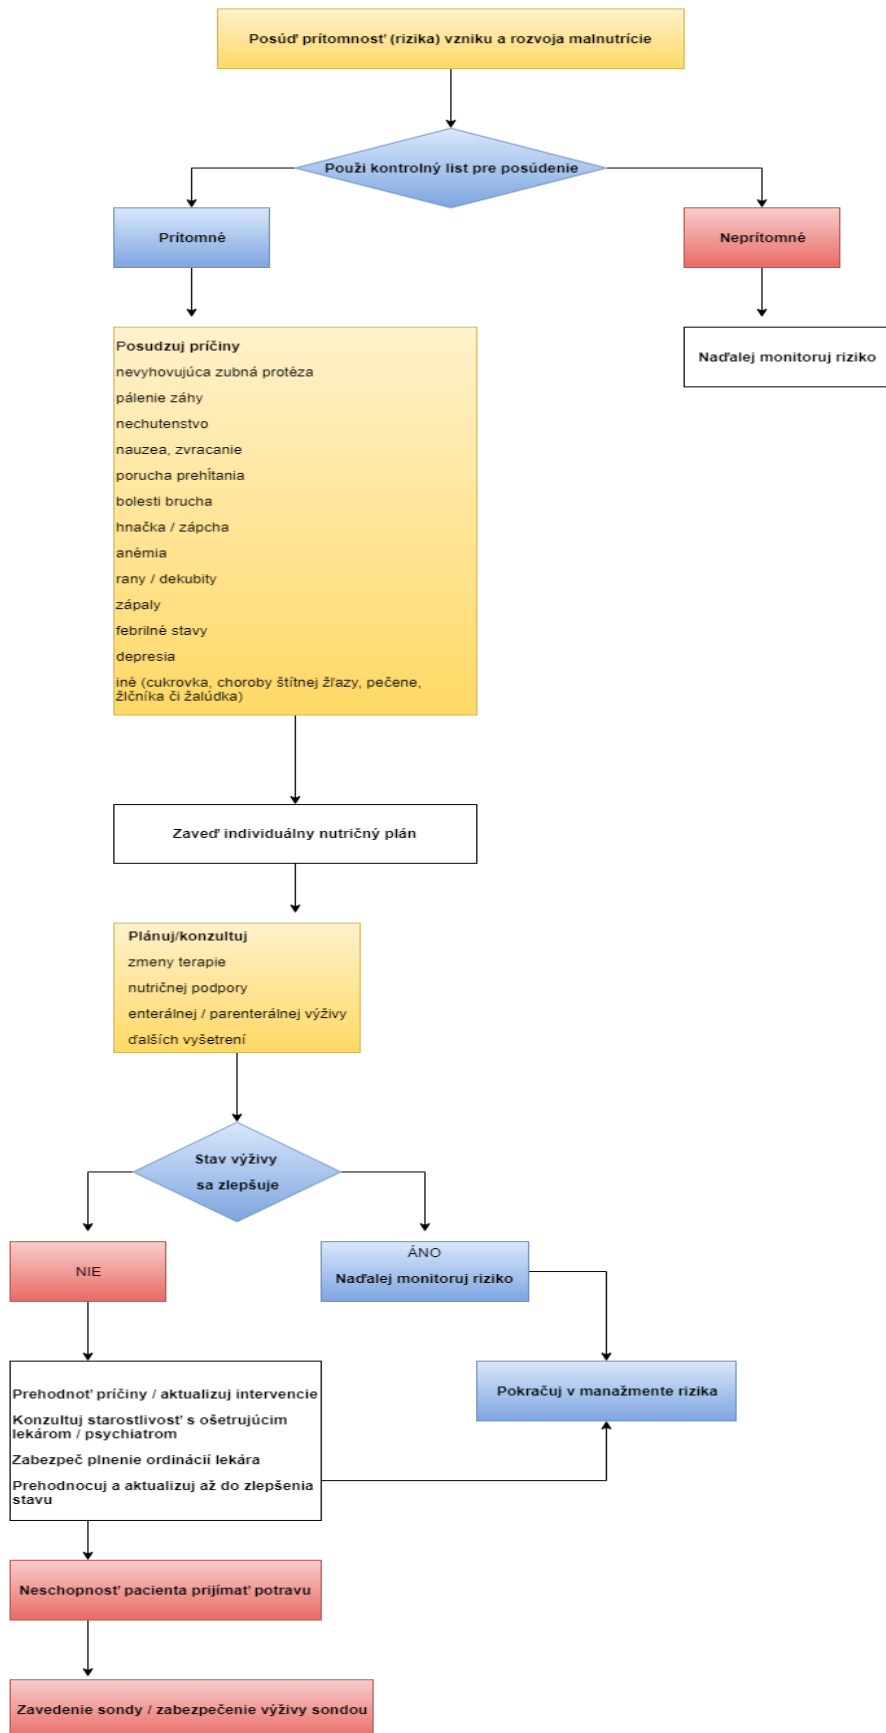 Posúď prítomnosť (rizika) vzniku a rozvoja malnutrície
Použi kontrolný list pre posúdenie
Prítomné
Neprítomné
Naďalej monitoruj riziko
Posudzuj príčiny
nevyhovujúca zubná protéza
pálenie záhy
nechutenstvo
nauzea, zvracanie
porucha prehĺtania
bolesti brucha
hnačka / zápcha
anémia
rany / dekubity
zápaly
febrilné stavy
depresia
iné (cukrovka, choroby štítnej žľazy, pečene,
žlčníka či žalúdka)
Zaveď individuálny nutričný plán
Plánuj/konzultuj
zmeny terapie
nutričnej podpory
enterálnej / parenterálnej výživy
ďalších vyšetrení
Stav výživy
sa zlepšuje
NIE
ÁNO
Naďalej monitoruj riziko
Prehodnoť príčiny / aktualizuj intervencie
Konzultuj starostlivosť s ošetrujúcim
lekárom / psychiatrom
Zabezpeč plnenie ordinácií lekára
Prehodnocuj a aktualizuj až do zlepšenia
stavu
Pokračuj v manažmente rizika
Neschopnosť pacienta prijímať potravu
Zavedenie sondy / zabezpečenie výživy sondou